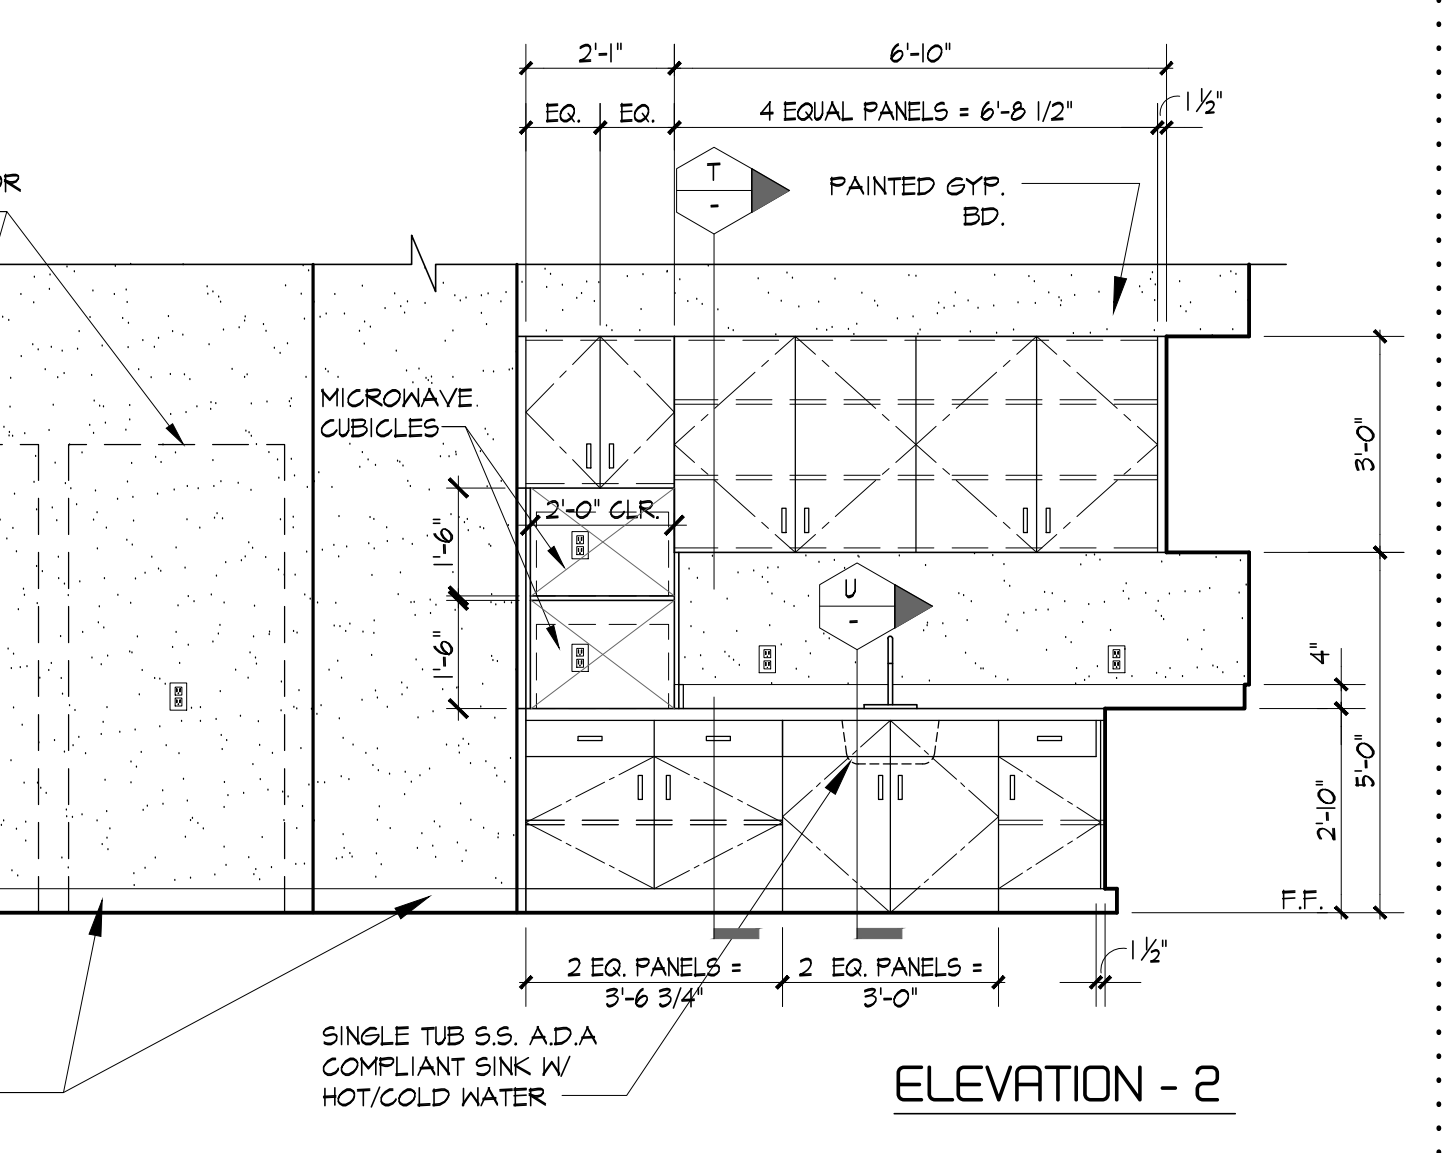 2'-1"
6'-10"
EQ.
EQ.
4 EQUAL PANELS = 6'-8 1/2"
1 1/2"
T
-
PAINTED GYP.
BD.
OR
MICROWAVE
CUBICLES
3'-0"
2'-0" CLR.
1'-6"
1'-6"
U
-
4"
5'-0"
2'-10"
F.F.
2 EQ. PANELS =
3'-6 3/4"
2 EQ. PANELS =
3'-0"
1 1/2"
SINGLE TUB S.S. A.D.A
COMPLIANT SINK W/
HOT/COLD WATER
ELEVATION - 2